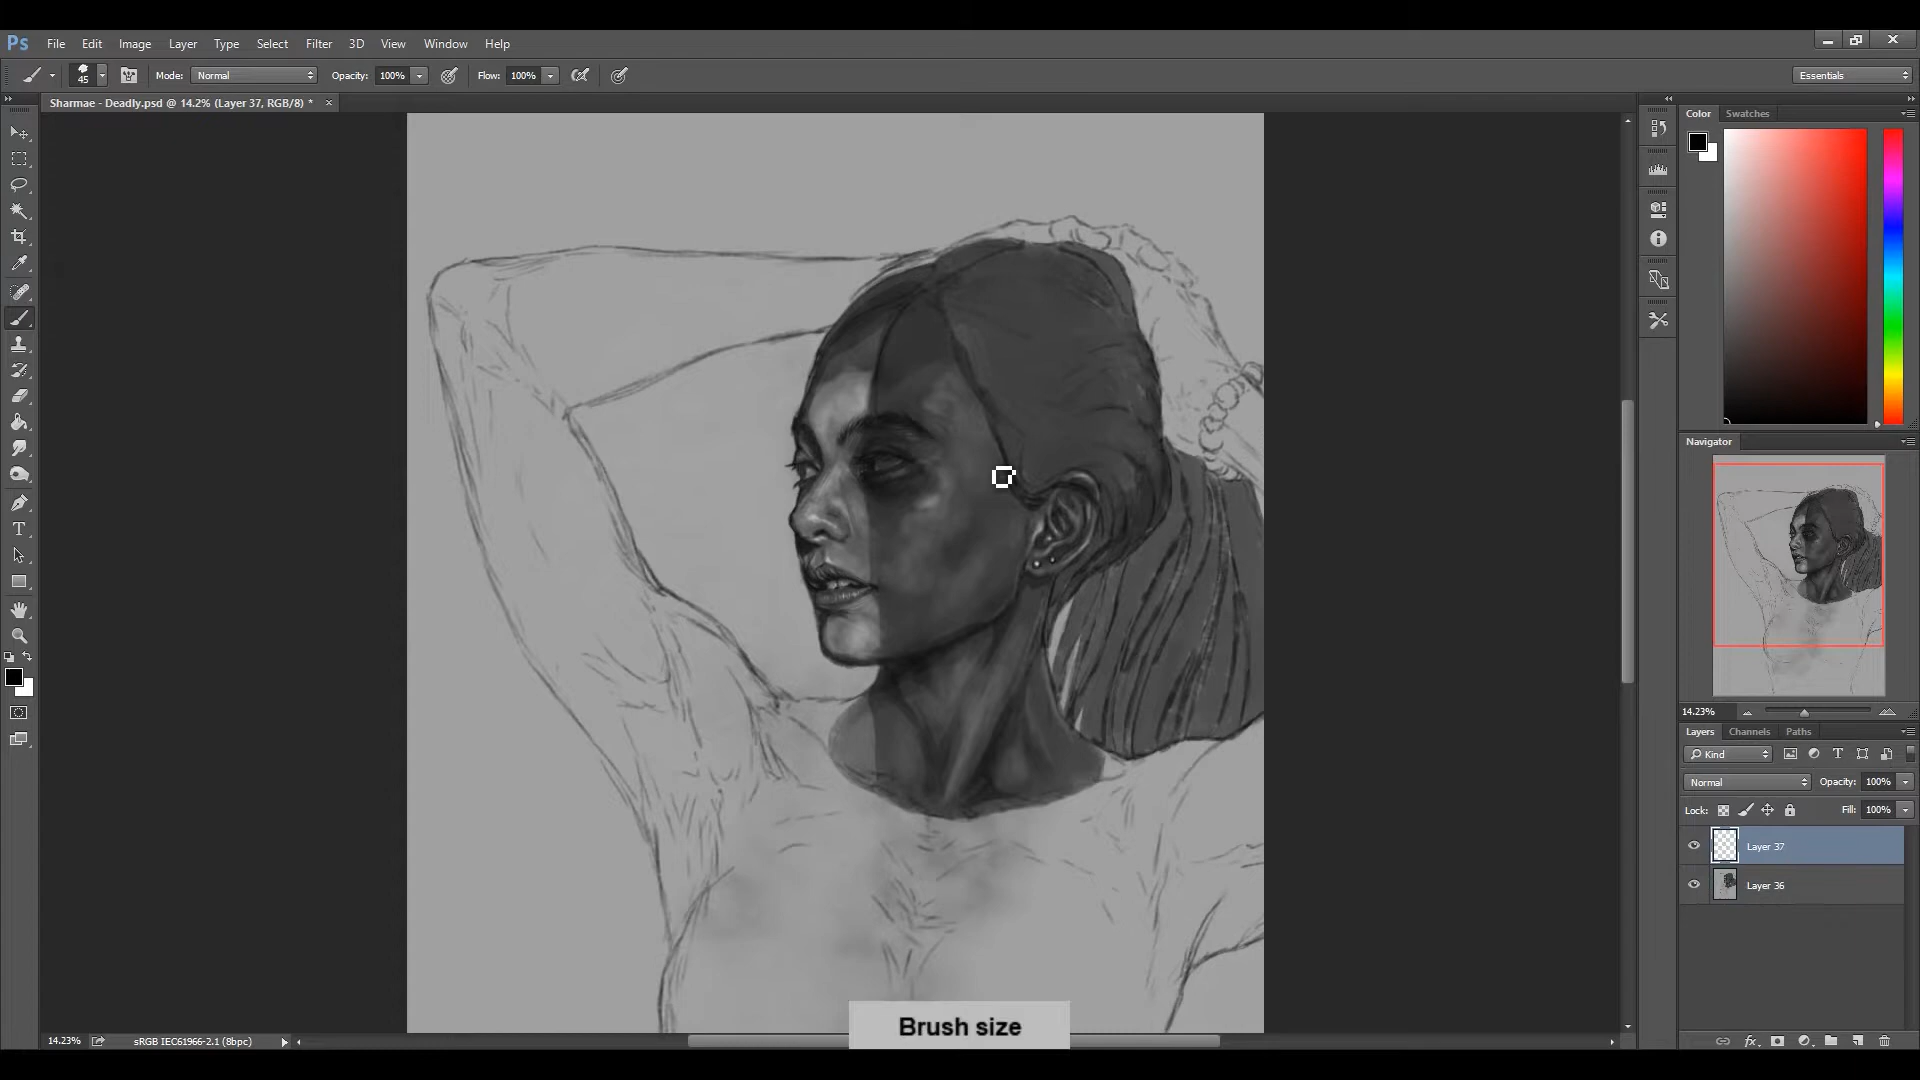 Ps File Edit Image Layer Type Select Filter 3D View Window Help
45 Mode: Normal Opacity: 100% Flow: 100% Essentials
Sharmae - Deadly.psd @ 14.2% (Layer 37, RGB/8) *
Color Swatches
Navigator
14.23%
Layers Channels Paths
Kind
Normal Opacity: 100%
Lock: Fill: 100%
Layer 37
Layer 36
Brush size
14.23% sRGB IEC61966-2.1 (8bpc)